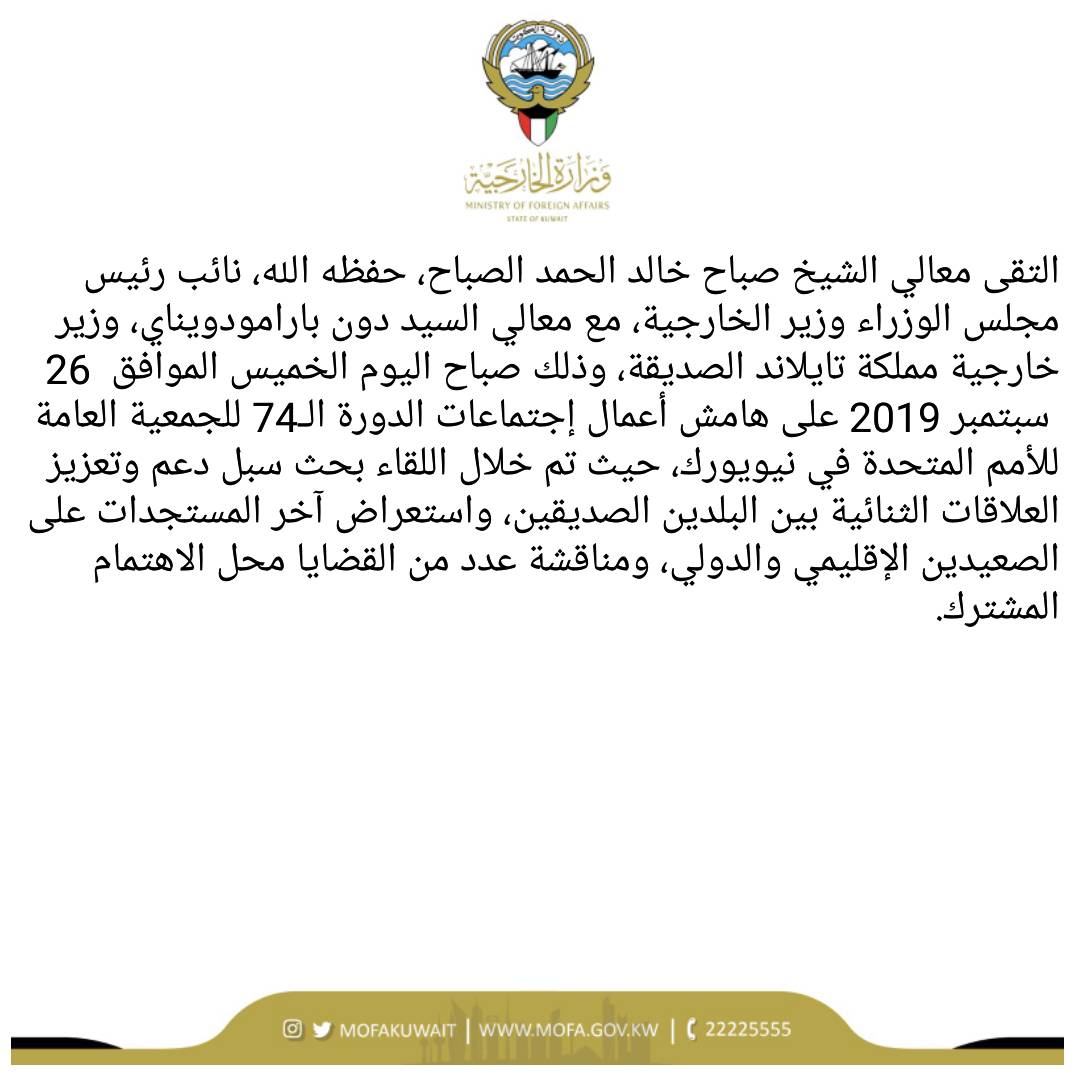 دولة الكويت
وزارة الخارجية
MINISTRY OF FOREIGN AFFAIRS
STATE OF KUWAIT
التقى معالي الشيخ صباح خالد الحمد الصباح، حفظه الله، نائب رئيس
مجلس الوزراء وزير الخارجية، مع معالي السيد دون بارامودويناي، وزير
خارجية مملكة تايلاند الصديقة، وذلك صباح اليوم الخميس الموافق 26
سبتمبر 2019 على هامش أعمال إجتماعات الدورة الـ74 للجمعية العامة
للأمم المتحدة في نيويورك، حيث تم خلال اللقاء بحث سبل دعم وتعزيز
العلاقات الثنائية بين البلدين الصديقين، واستعراض آخر المستجدات على
الصعيدين الإقليمي والدولي، ومناقشة عدد من القضايا محل الاهتمام
المشترك.
MOFAKUWAIT | WWW.MOFA.GOV.KW | 22225555